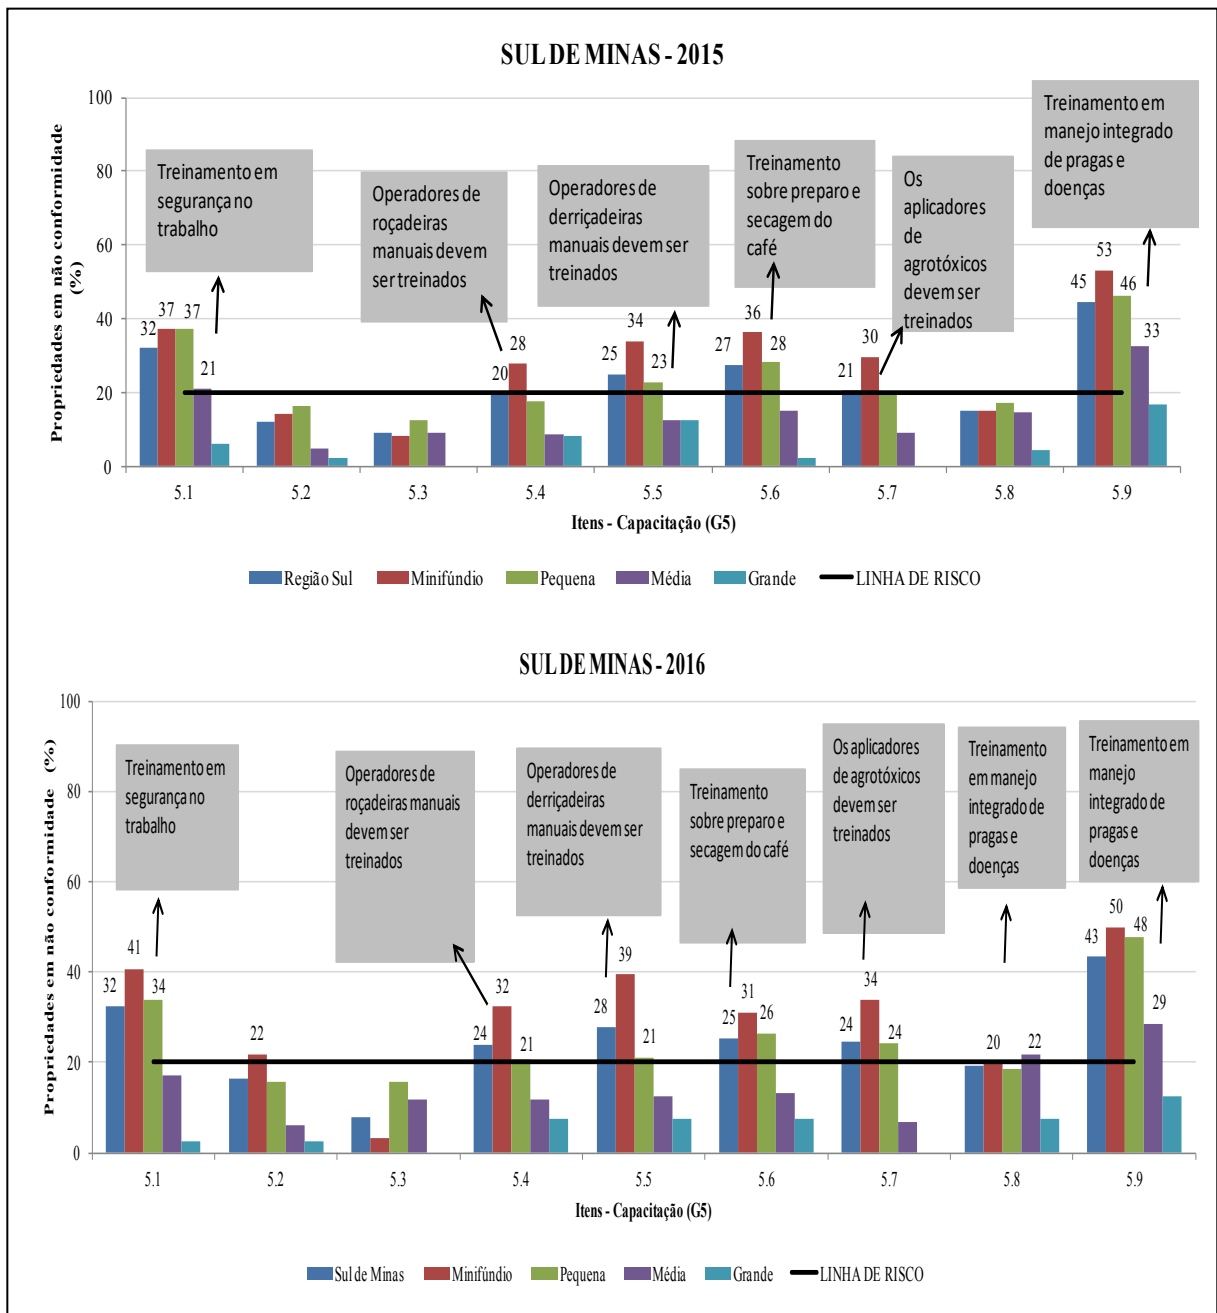 SUL DE MINAS - 2015
Propriedades em não conformidade
(%)
100
80
60
40
20
0
Treinamento em
segurança no
trabalho
Operadores de
roçadeiras
manuais devem
ser treinados
Operadores de
derriçadeiras
manuais devem ser
treinados
Treinamento
sobre preparo e
secagem do
café
Os
aplicadores
de
agrotóxicos
devem ser
treinados
Treinamento em
manejo integrado
de pragas e
doenças
32 37 37 21
20 28
25 34 23
27 36 28
21 30
45 53 46 33
5.1 5.2 5.3 5.4 5.5 5.6 5.7 5.8 5.9
Itens - Capacitação (G5)
Região Sul Minifúndio Pequena Média Grande LINHA DE RISCO
SUL DE MINAS - 2016
Propriedades em não conformidade (%)
100
80
60
40
20
0
Treinamento em
segurança no
trabalho
Operadores de
roçadeiras manuais
devem ser
treinados
Operadores de
derriçadeiras
manuais devem ser
treinados
Treinamento
sobre preparo e
secagem do café
Os aplicadores
de agrotóxicos
devem ser
treinados
Treinamento
em manejo
integrado de
pragas e
doenças
Treinamento em
manejo
integrado de
pragas e
doenças
32 41 34
22
24 32 21
28 39 21
25 31 26
24 34 24
20 22
43 50 48 29
5.1 5.2 5.3 5.4 5.5 5.6 5.7 5.8 5.9
Itens - Capacitação (G5)
Sul de Minas Minifúndio Pequena Média Grande LINHA DE RISCO